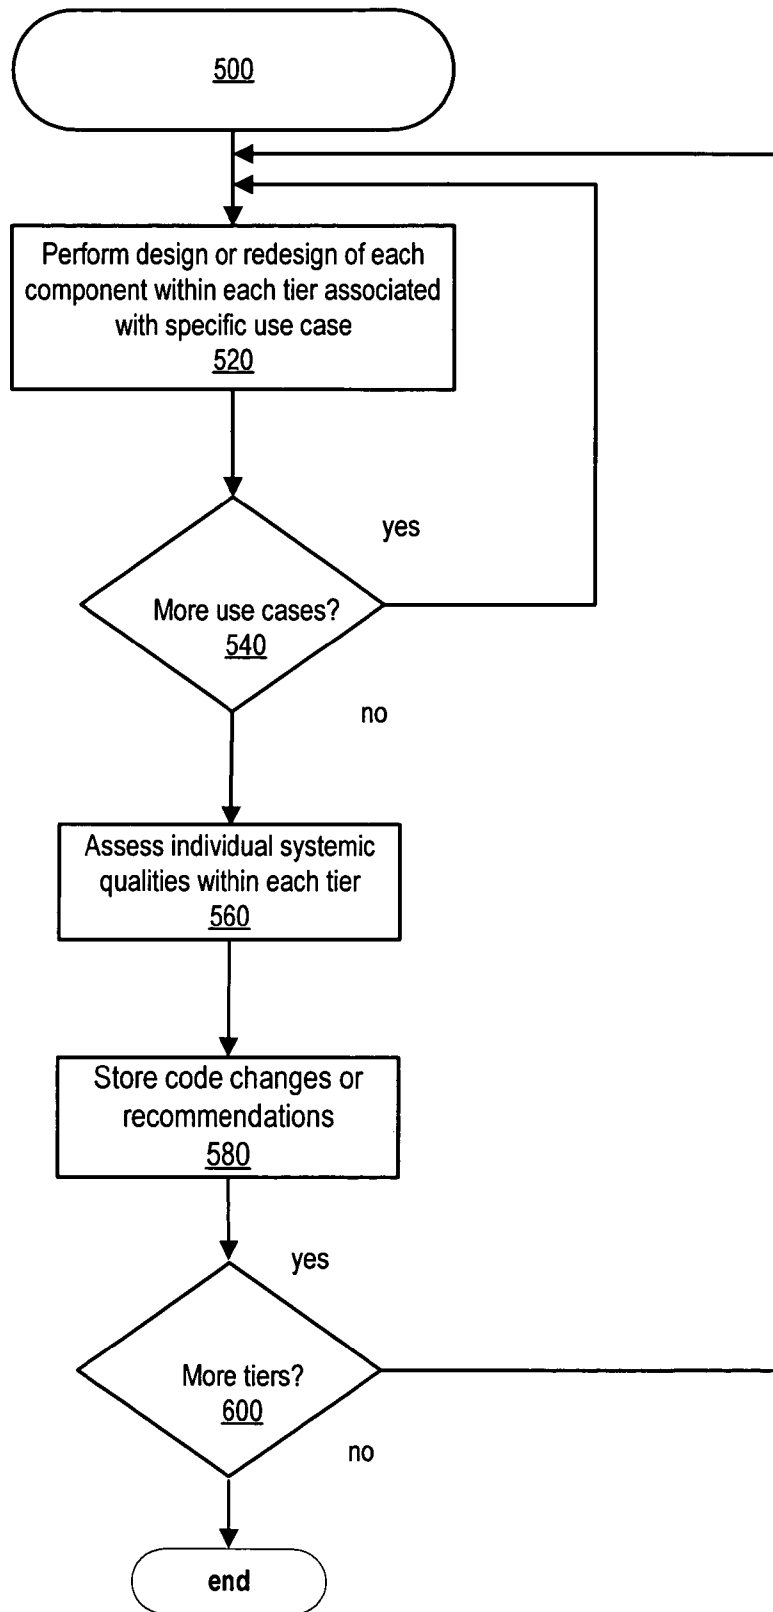 500
Perform design or redesign of each
component within each tier associated
with specific use case
520
yes
More use cases?
540
no
Assess individual systemic
qualities within each tier
560
Store code changes or
recommendations
580
yes
More tiers?
600
no
end